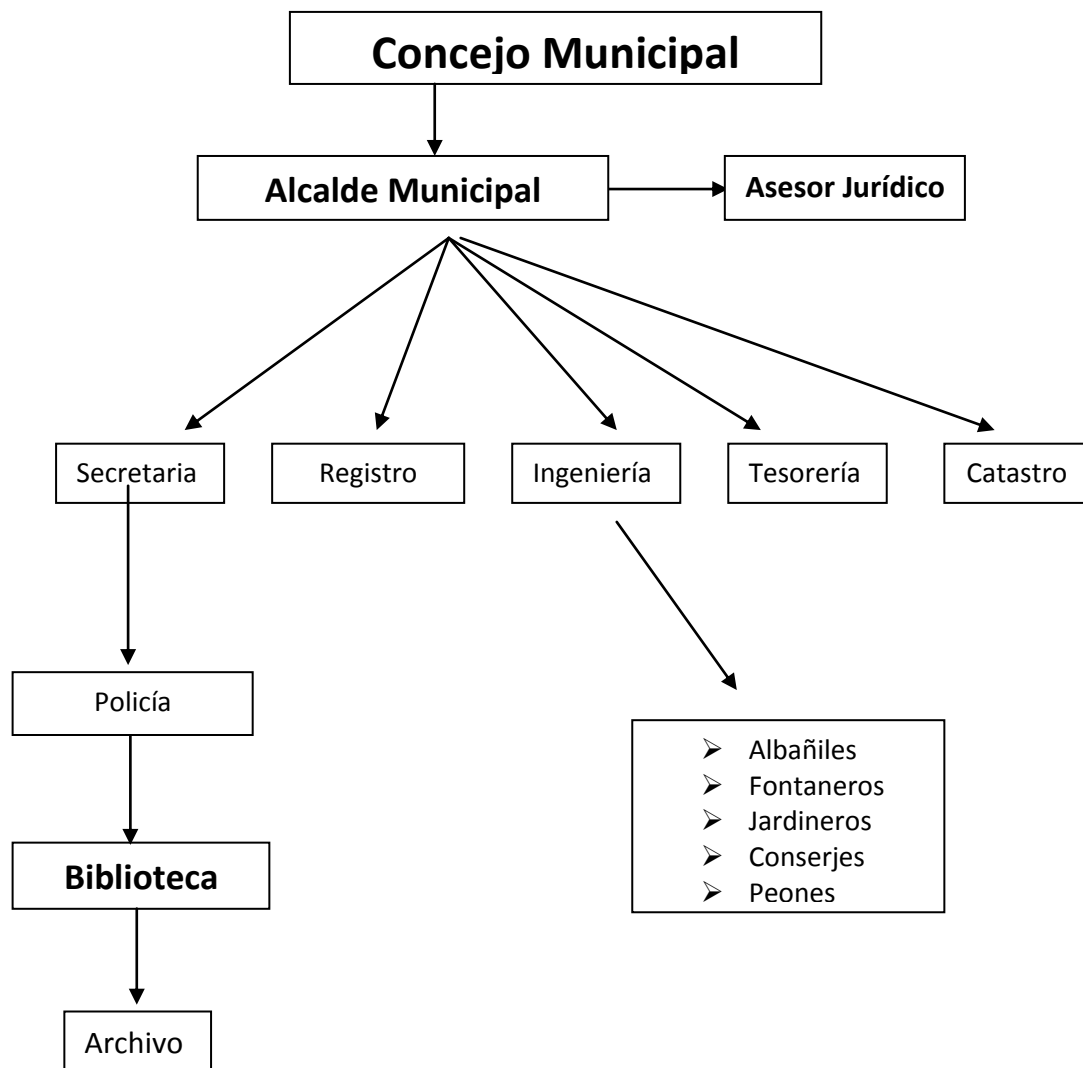 Concejo Municipal
Alcalde Municipal
Asesor Jurídico
Secretaria
Registro
Ingeniería
Tesorería
Catastro
Policía
Albañiles
Fontaneros
Jardineros
Conserjes
Peones
Biblioteca
Archivo